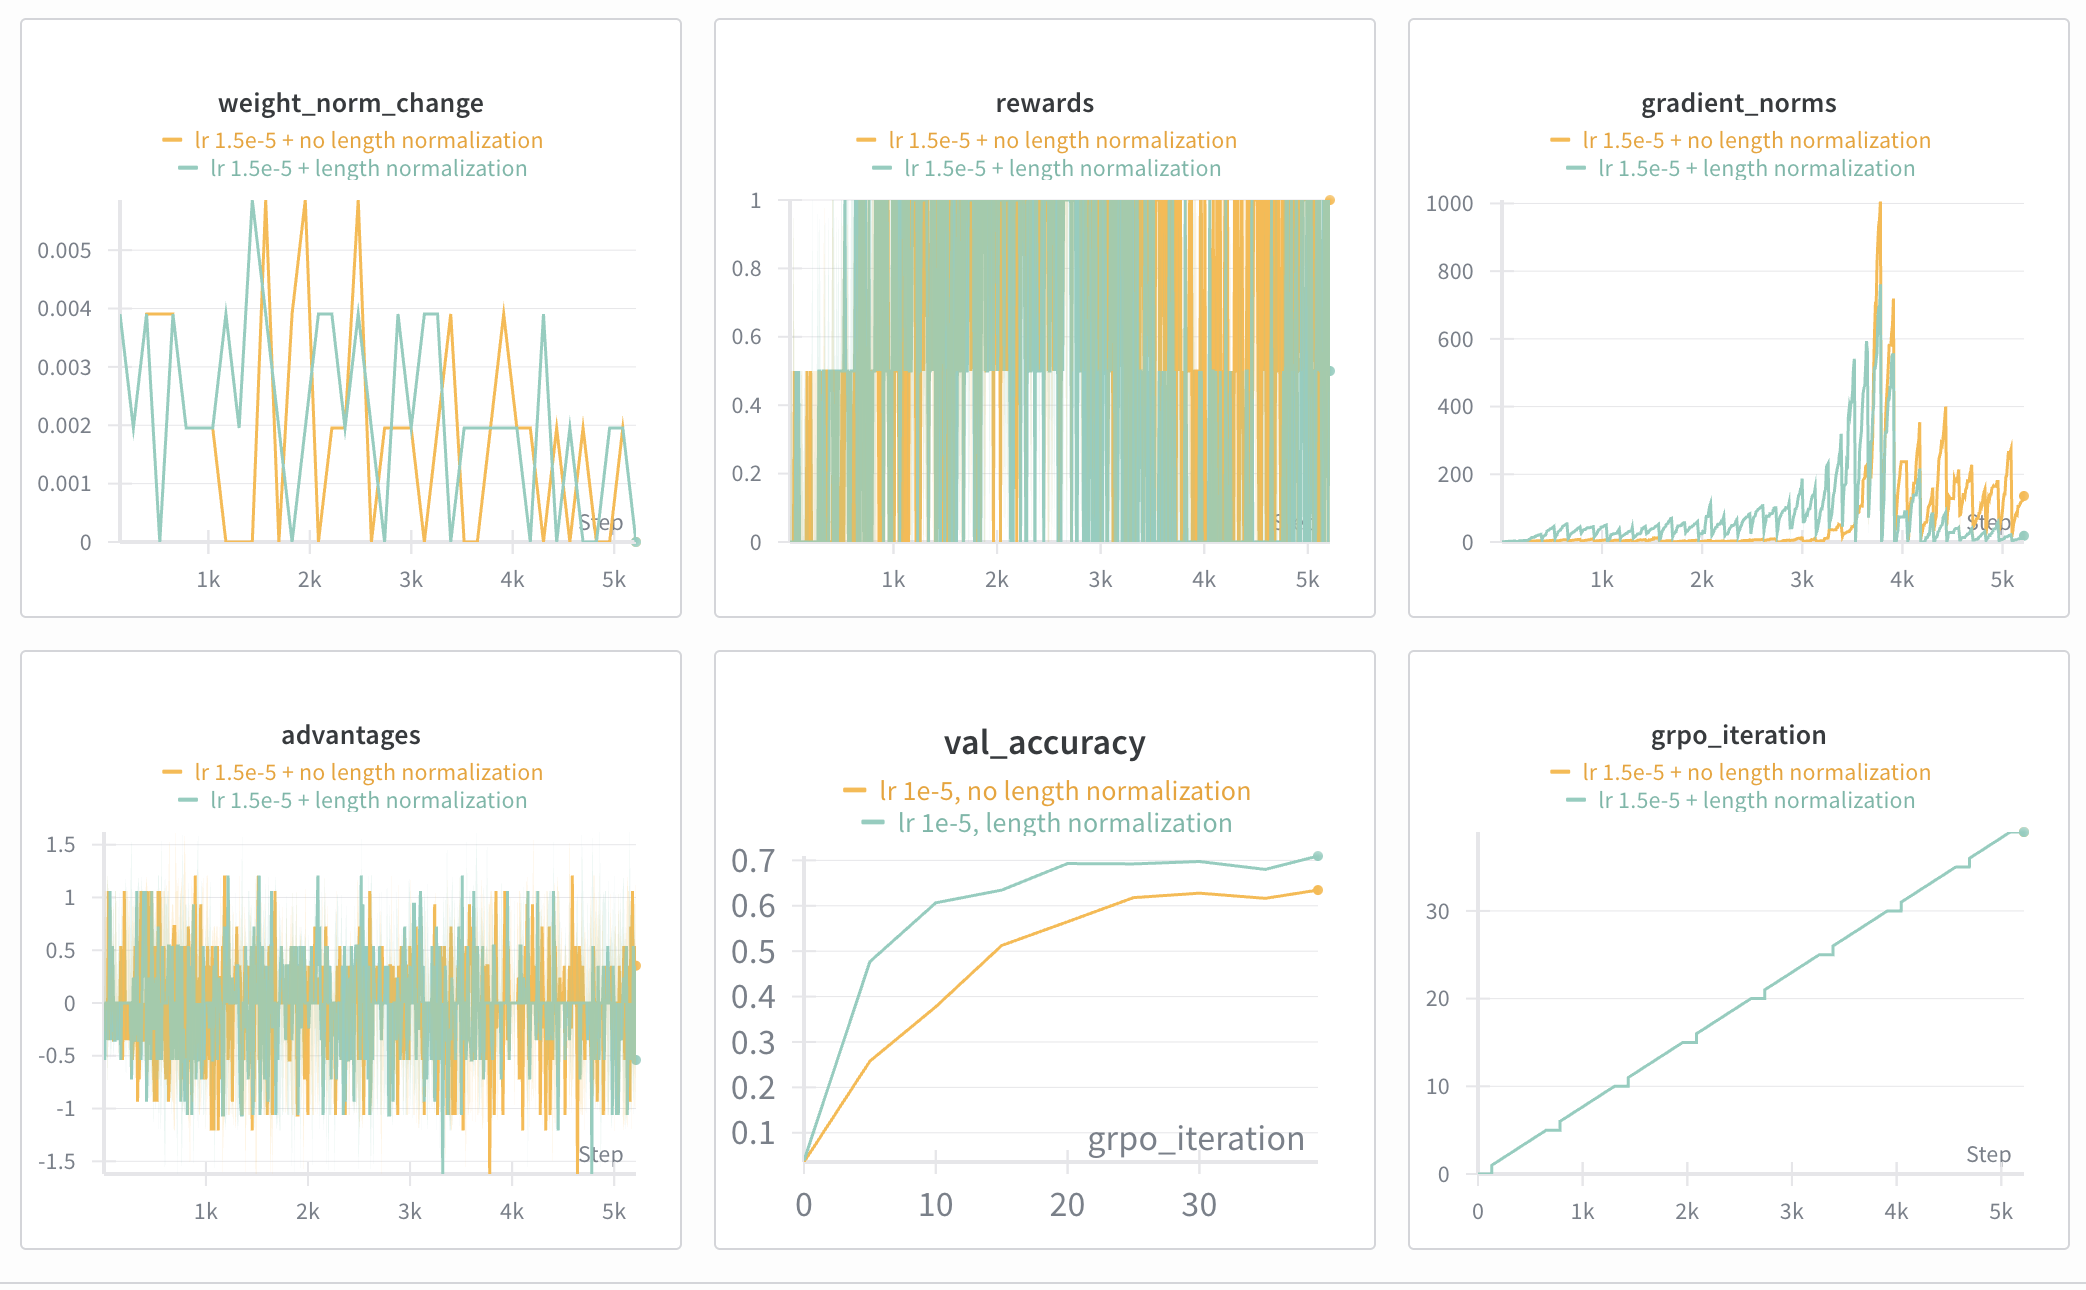 weight_norm_change
lr 1.5e-5 + no length normalization
lr 1.5e-5 + length normalization
0.005
0.004
0.003
0.002
0.001
0
Step
1k 2k 3k 4k 5k
rewards
lr 1.5e-5 + no length normalization
lr 1.5e-5 + length normalization
1
0.8
0.6
0.4
0.2
0
1k 2k 3k 4k 5k
gradient_norms
lr 1.5e-5 + no length normalization
lr 1.5e-5 + length normalization
1000
800
600
400
200
0
Step
1k 2k 3k 4k 5k
advantages
lr 1.5e-5 + no length normalization
lr 1.5e-5 + length normalization
1.5
1
0.5
0
-0.5
-1
-1.5
Step
1k 2k 3k 4k 5k
val_accuracy
lr 1e-5, no length normalization
lr 1e-5, length normalization
0.7
0.6
0.5
0.4
0.3
0.2
0.1
grpo_iteration
0 10 20 30
grpo_iteration
lr 1.5e-5 + no length normalization
lr 1.5e-5 + length normalization
30
20
10
0
Step
0 1k 2k 3k 4k 5k